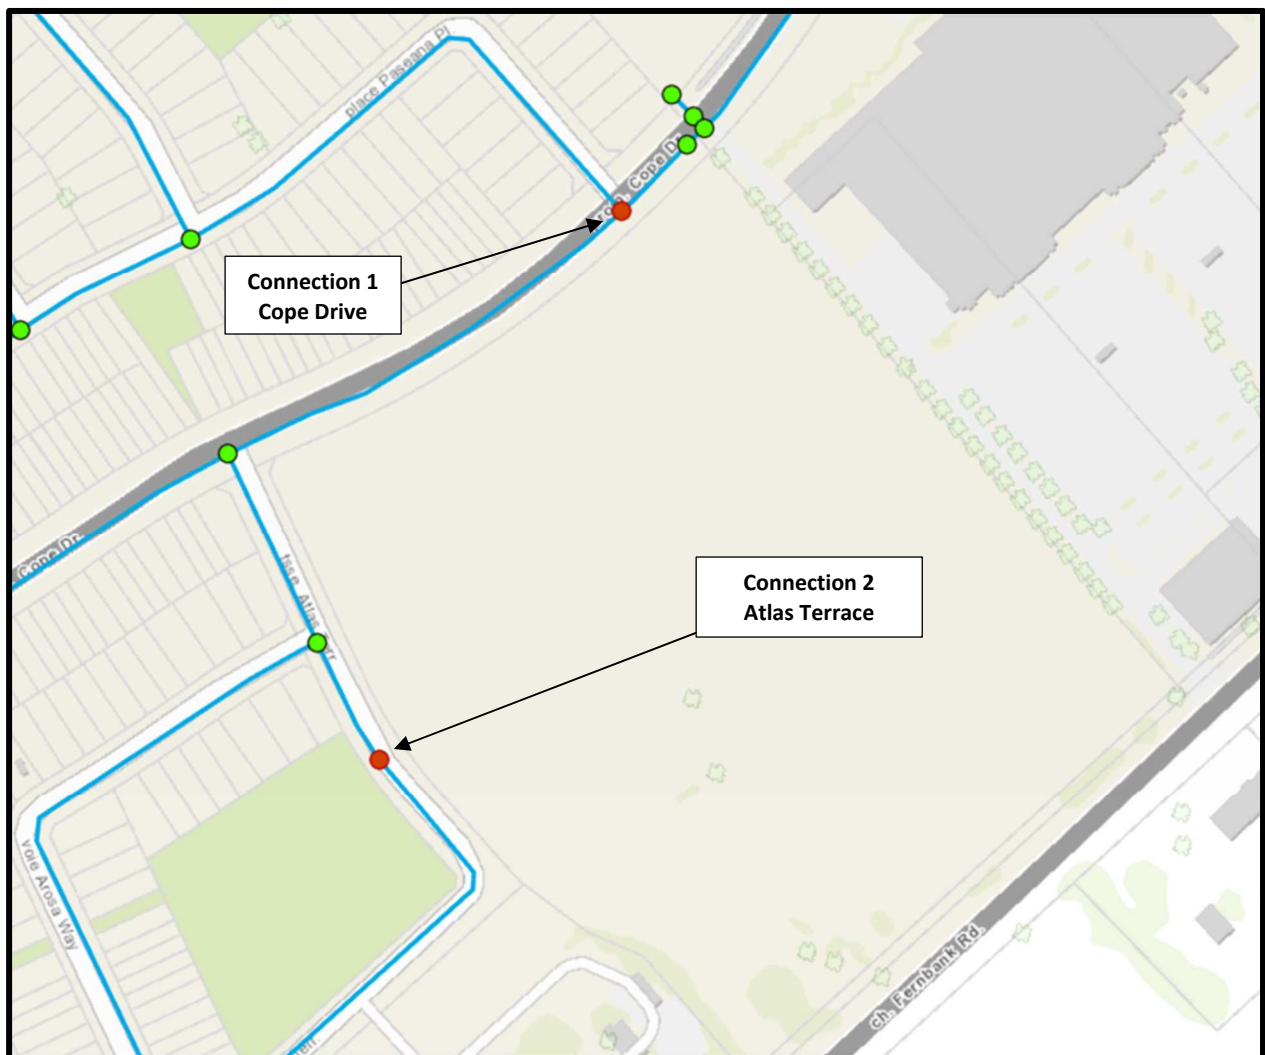 place Paseana Pl.
Cope Dr.
Connection 1
Cope Drive
Cope Dr.
Atlas
Connection 2
Atlas Terrace
voie Arosa Way
ch. Fernbank Rd.